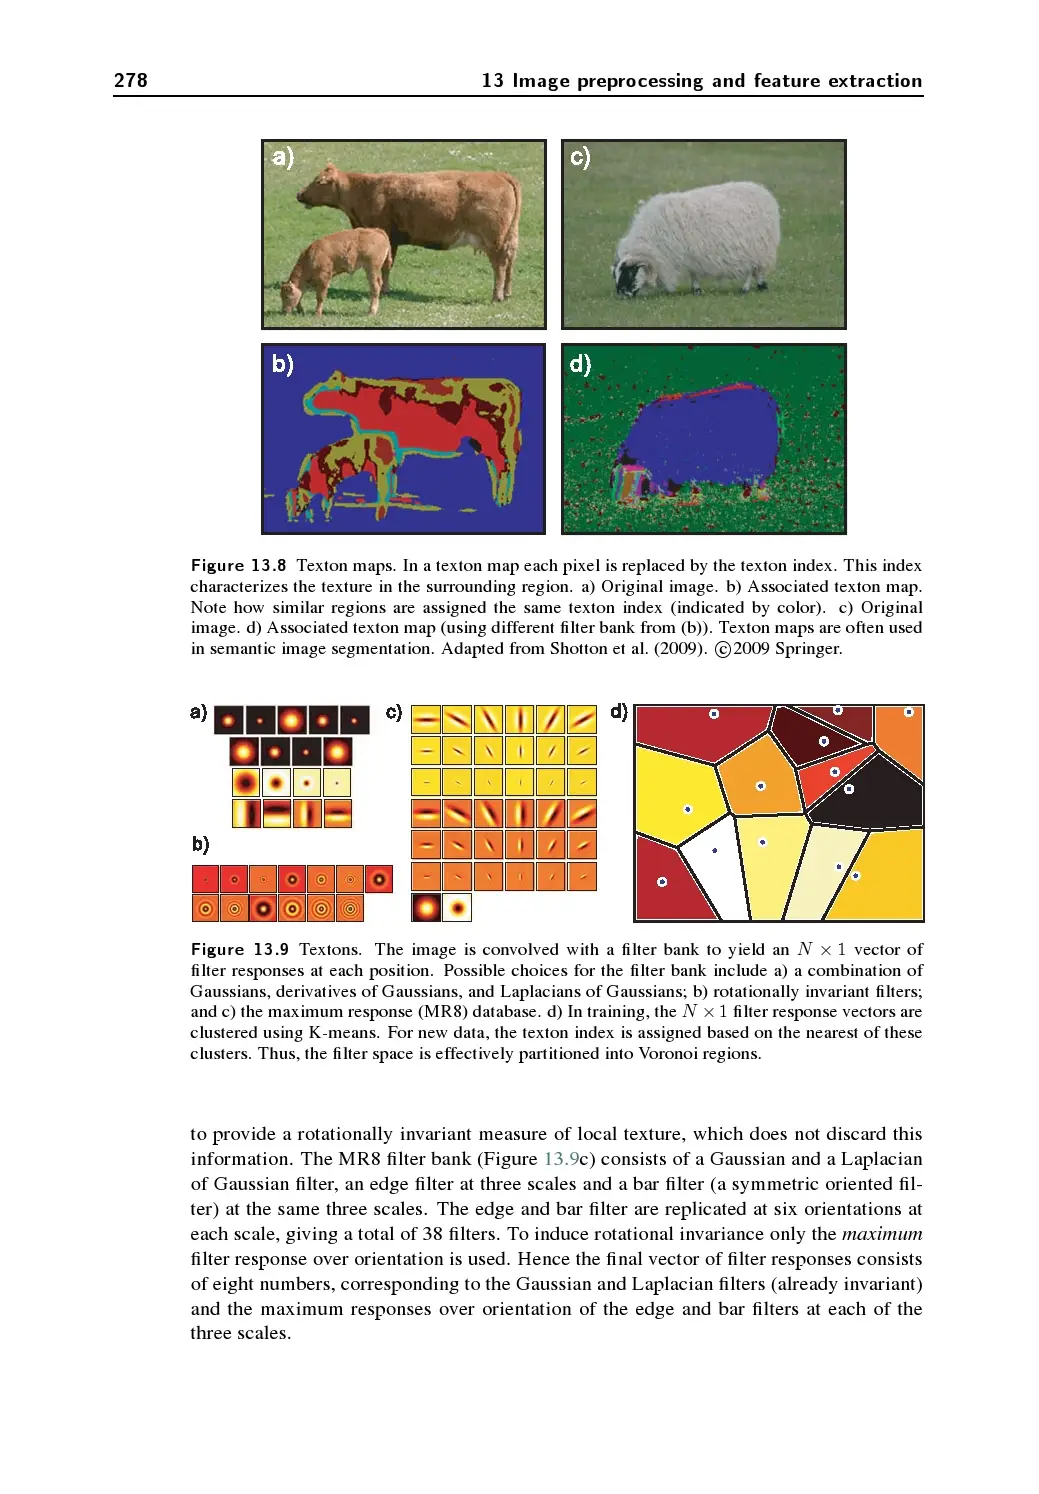 278
13 Image preprocessing and feature extraction
a)
c)
b)
d)
Figure 13.8 Texton maps. In a texton map each pixel is replaced by the texton index. This index
characterizes the texture in the surrounding region. a) Original image. b) Associated texton map.
Note how similar regions are assigned the same texton index (indicated by color). c) Original
image. d) Associated texton map (using different filter bank from (b)). Texton maps are often used
in semantic image segmentation. Adapted from Shotton et al. (2009). ©2009 Springer.
a)
c)
d)
b)
Figure 13.9 Textons. The image is convolved with a filter bank to yield an N × 1 vector of
filter responses at each position. Possible choices for the filter bank include a) a combination of
Gaussians, derivatives of Gaussians, and Laplacians of Gaussians; b) rotationally invariant filters;
and c) the maximum response (MR8) database. d) In training, the N × 1 filter response vectors are
clustered using K-means. For new data, the texton index is assigned based on the nearest of these
clusters. Thus, the filter space is effectively partitioned into Voronoi regions.
to provide a rotationally invariant measure of local texture, which does not discard this
information. The MR8 filter bank (Figure 13.9c) consists of a Gaussian and a Laplacian
of Gaussian filter, an edge filter at three scales and a bar filter (a symmetric oriented fil-
ter) at the same three scales. The edge and bar filter are replicated at six orientations at
each scale, giving a total of 38 filters. To induce rotational invariance only the maximum
filter response over orientation is used. Hence the final vector of filter responses consists
of eight numbers, corresponding to the Gaussian and Laplacian filters (already invariant)
and the maximum responses over orientation of the edge and bar filters at each of the
three scales.